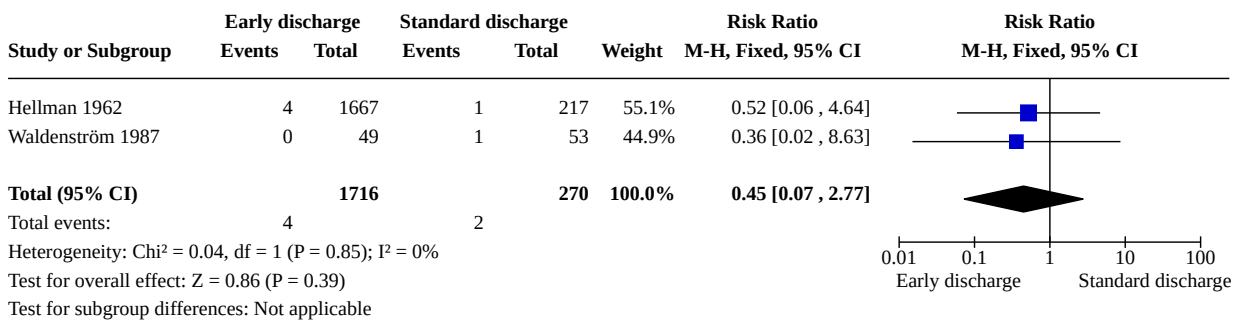 Early discharge Standard discharge Risk Ratio Risk Ratio
Study or Subgroup Events Total Events Total Weight M-H, Fixed, 95% CI M-H, Fixed, 95% CI
Hellman 1962 4 1667 1 217 55.1% 0.52 [0.06 , 4.64]
Waldenström 1987 0 49 1 53 44.9% 0.36 [0.02 , 8.63]
Total (95% CI) 1716 270 100.0% 0.45 [0.07 , 2.77]
Total events: 4 2
Heterogeneity: Chi² = 0.04, df = 1 (P = 0.85); I² = 0%
0.01 0.1 1 10 100
Test for overall effect: Z = 0.86 (P = 0.39)
Early discharge Standard discharge
Test for subgroup differences: Not applicable